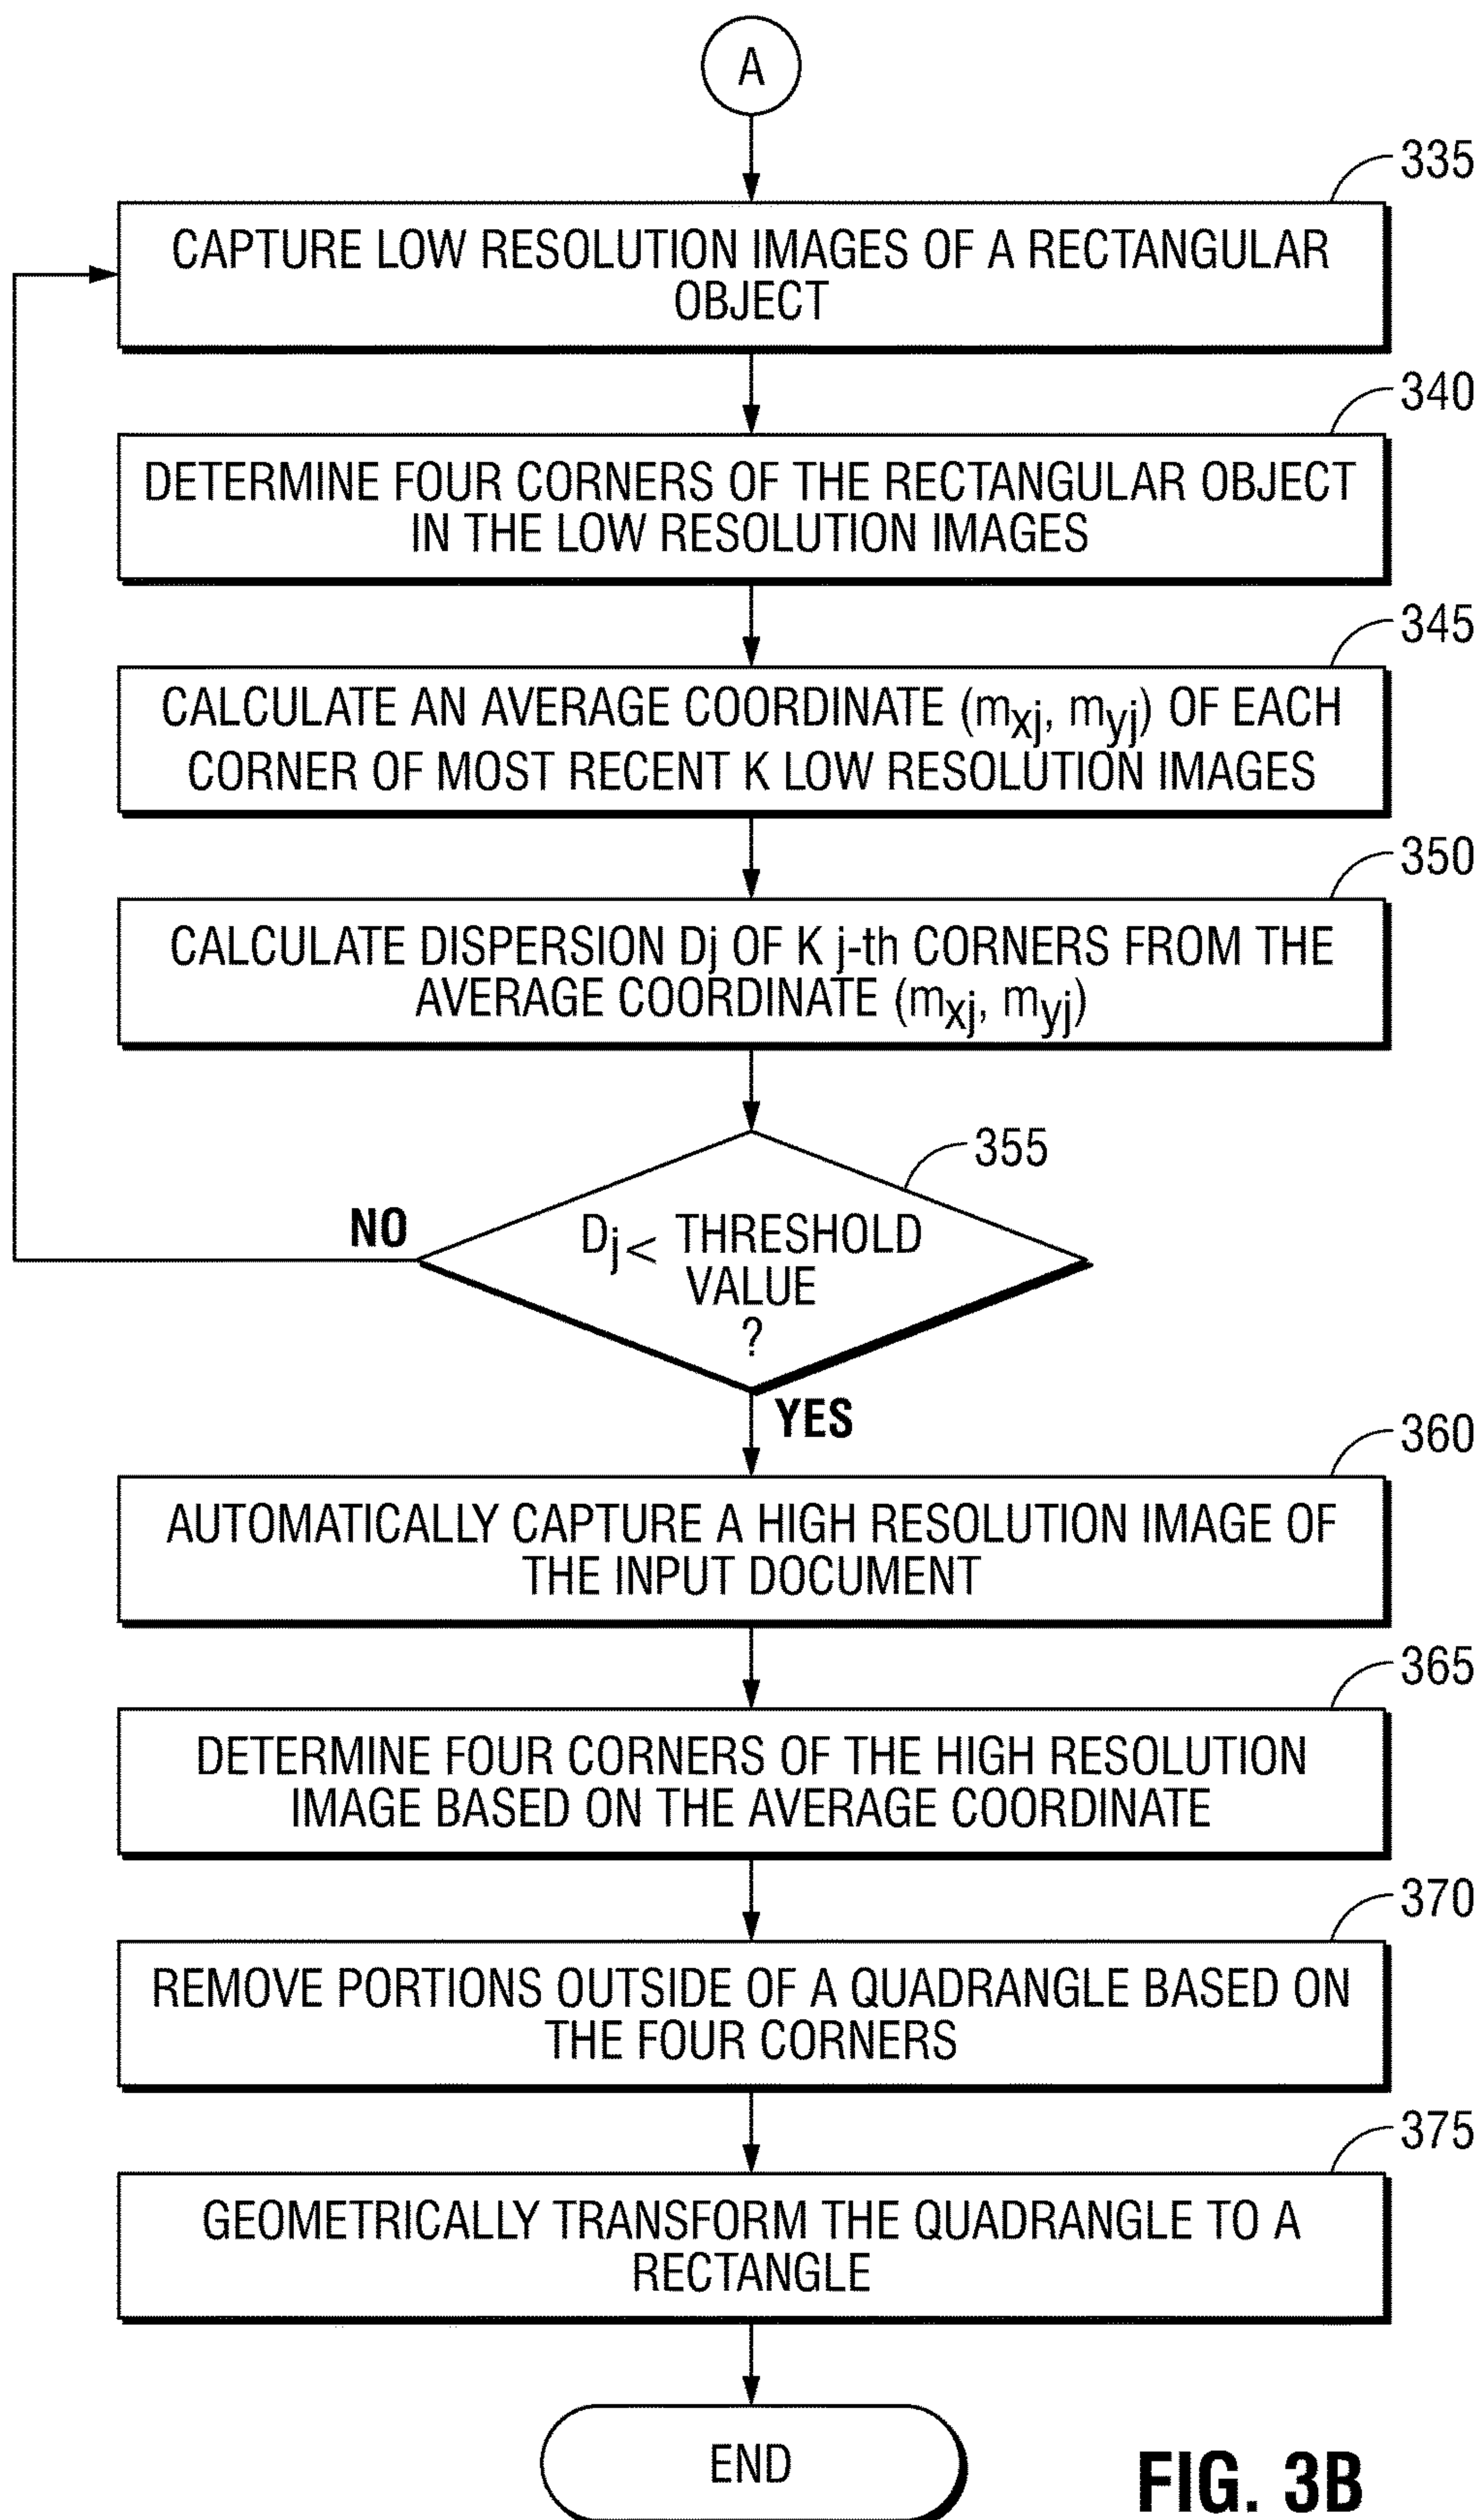 A
335
CAPTURE LOW RESOLUTION IMAGES OF A RECTANGULAR
OBJECT
340
DETERMINE FOUR CORNERS OF THE RECTANGULAR OBJECT
IN THE LOW RESOLUTION IMAGES
345
CALCULATE AN AVERAGE COORDINATE (mxj, myj) OF EACH
CORNER OF MOST RECENT K LOW RESOLUTION IMAGES
350
CALCULATE DISPERSION Dj OF K j-th CORNERS FROM THE
AVERAGE COORDINATE (mxj, myj)
355
NO
Dj< THRESHOLD
VALUE
?
YES
360
AUTOMATICALLY CAPTURE A HIGH RESOLUTION IMAGE OF
THE INPUT DOCUMENT
365
DETERMINE FOUR CORNERS OF THE HIGH RESOLUTION
IMAGE BASED ON THE AVERAGE COORDINATE
370
REMOVE PORTIONS OUTSIDE OF A QUADRANGLE BASED ON
THE FOUR CORNERS
375
GEOMETRICALLY TRANSFORM THE QUADRANGLE TO A
RECTANGLE
END
FIG. 3B